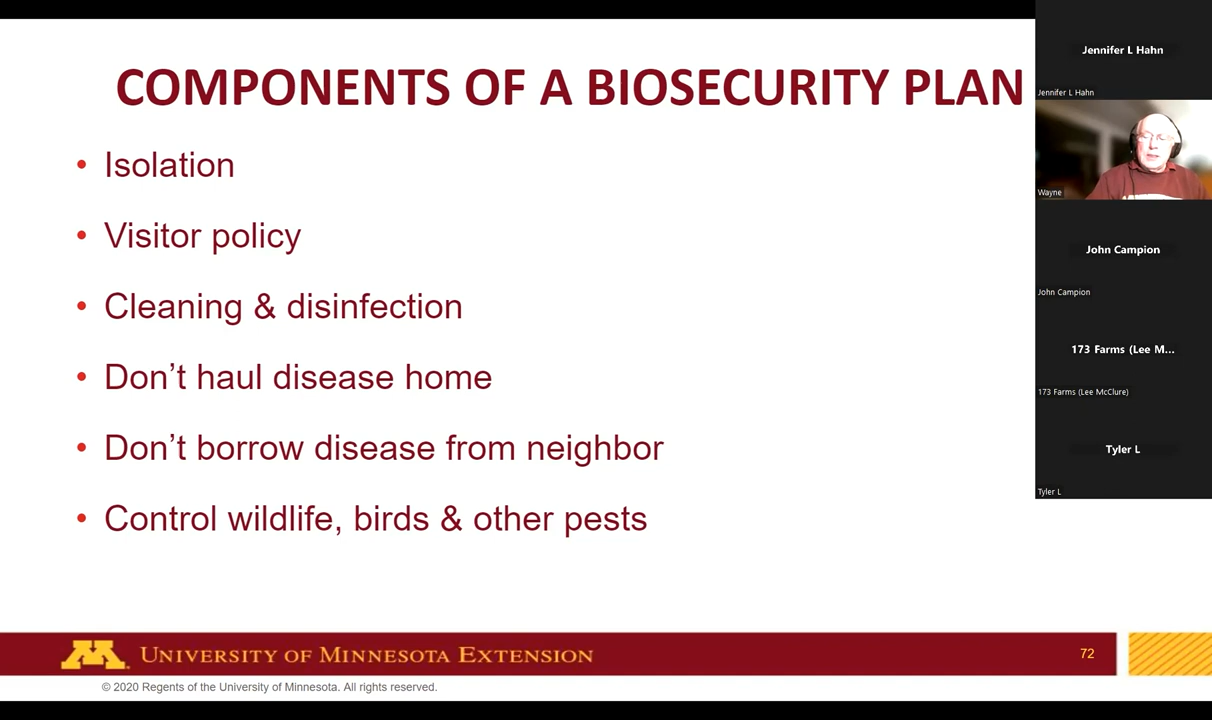 COMPONENTS OF A BIOSECURITY PLAN
• Isolation
• Visitor policy
• Cleaning & disinfection
• Don’t haul disease home
• Don’t borrow disease from neighbor
• Control wildlife, birds & other pests
UNIVERSITY OF MINNESOTA EXTENSION
72
© 2020 Regents of the University of Minnesota. All rights reserved.
Jennifer L Hahn
Jennifer L Hahn
Wayne
John Campion
John Campion
173 Farms (Lee M...
173 Farms (Lee McClure)
Tyler L
Tyler L